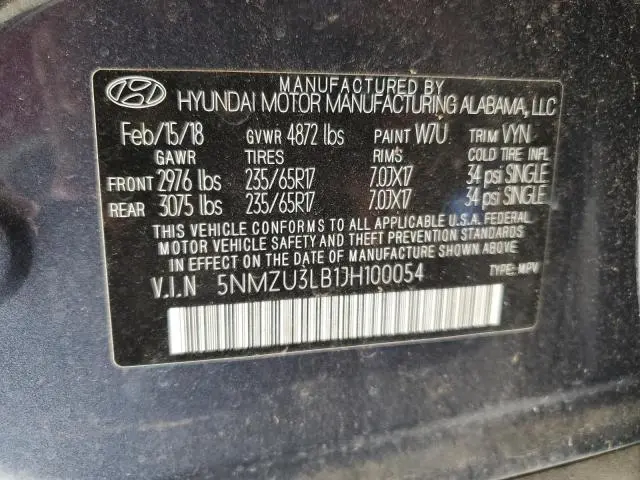 MANUFACTURED BY
HYUNDAI MOTOR MANUFACTURING ALABAMA, LLC
Feb/15/18 GVWR 4872 lbs PAINT W7U TRIM VYN
GAWR TIRES RIMS COLD TIRE INFL
FRONT 2976 lbs 235/65R17 7.0JX17 34 psi SINGLE
REAR 3075 lbs 235/65R17 7.0JX17 34 psi SINGLE
THIS VEHICLE CONFORMS TO ALL APPLICABLE U.S.A. FEDERAL
MOTOR VEHICLE SAFETY AND THEFT PREVENTION STANDARDS
IN EFFECT ON THE DATE OF MANUFACTURE SHOWN ABOVE.
V.I.N 5NMZU3LB1JH100054 TYPE: MPV